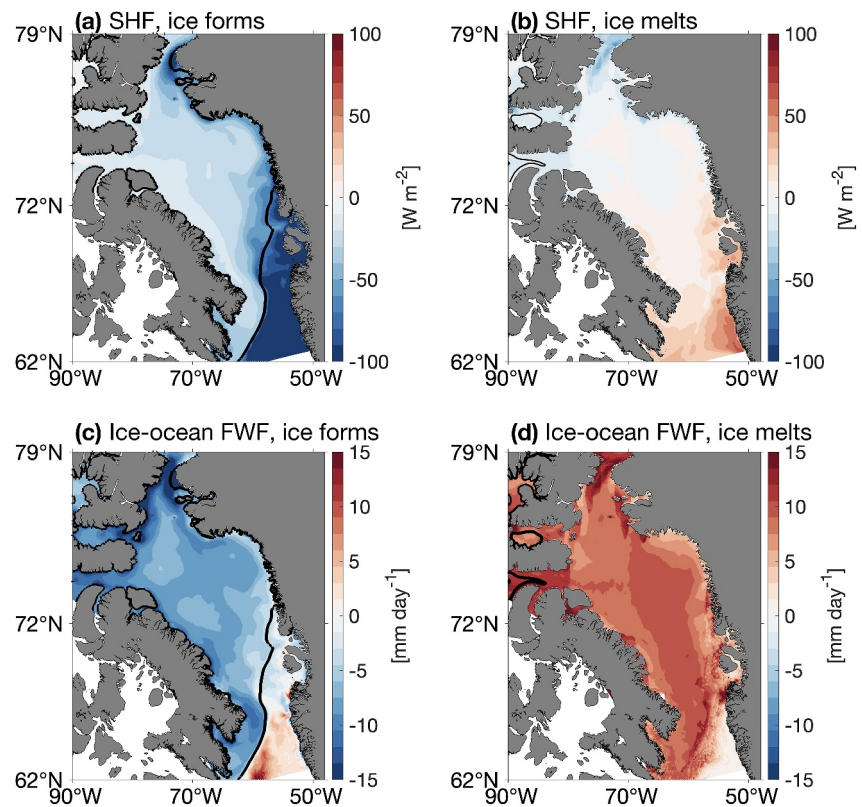 (a) SHF, ice forms
79°N
72°N
62°N
90°W
70°W
50°W
100
50
0
-50
-100
[W m⁻²]
(b) SHF, ice melts
79°N
72°N
62°N
90°W
70°W
50°W
100
50
0
-50
-100
[W m⁻²]
(c) Ice-ocean FWF, ice forms
79°N
72°N
62°N
90°W
70°W
50°W
15
10
5
0
-5
-10
-15
[mm day⁻¹]
(d) Ice-ocean FWF, ice melts
79°N
72°N
62°N
90°W
70°W
50°W
15
10
5
0
-5
-10
-15
[mm day⁻¹]